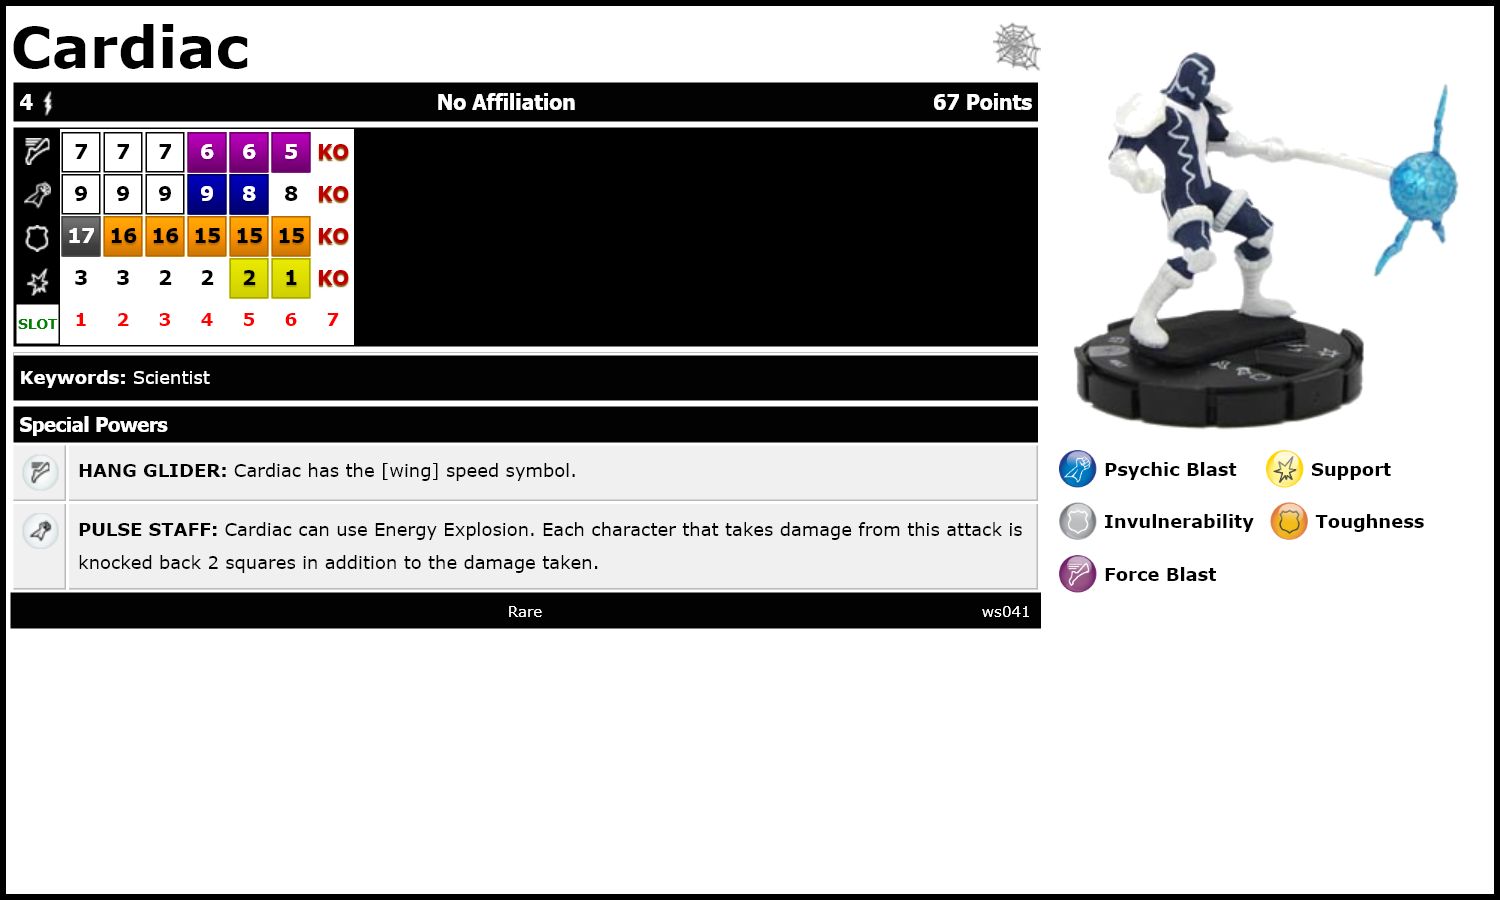 Cardiac
4 No Affiliation 67 Points
7 7 7 6 6 5 KO
9 9 9 9 8 8 KO
17 16 16 15 15 15 KO
3 3 2 2 2 1 KO
SLOT 1 2 3 4 5 6 7
Keywords: Scientist
Special Powers
HANG GLIDER: Cardiac has the [wing] speed symbol.
PULSE STAFF: Cardiac can use Energy Explosion. Each character that takes damage from this attack is
knocked back 2 squares in addition to the damage taken.
Rare ws041
Psychic Blast Support
Invulnerability Toughness
Force Blast